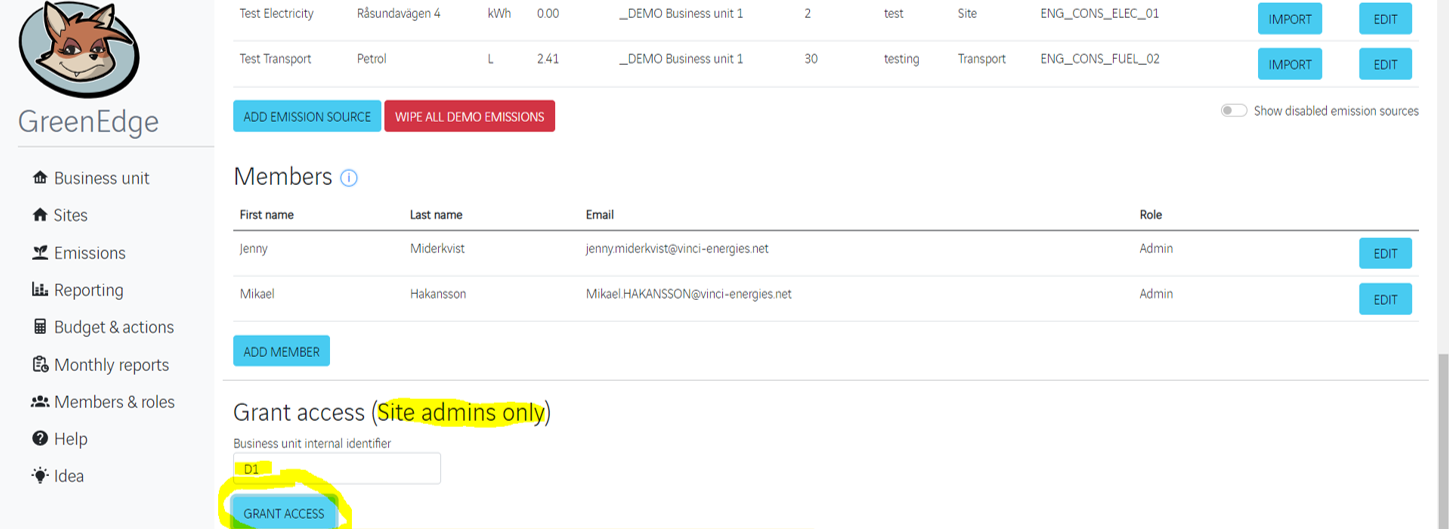 Test Electricity Råsundavägen 4 kWh 0.00 _DEMO Business unit 1 2 test Site ENG_CONS_ELEC_01 IMPORT EDIT
Test Transport Petrol L 2.41 _DEMO Business unit 1 30 testing Transport ENG_CONS_FUEL_02 IMPORT EDIT
ADD EMISSION SOURCE WIPE ALL DEMO EMISSIONS Show disabled emission sources
GreenEdge
Business unit
Sites
Emissions
Reporting
Budget & actions
Monthly reports
Members & roles
Help
Idea
Members
First name Last name Email Role
Jenny Miderkvist jenny.miderkvist@vinci-energies.net Admin EDIT
Mikael Hakansson Mikael.HAKANSSON@vinci-energies.net Admin EDIT
ADD MEMBER
Grant access (Site admins only)
Business unit internal identifier
D1
GRANT ACCESS